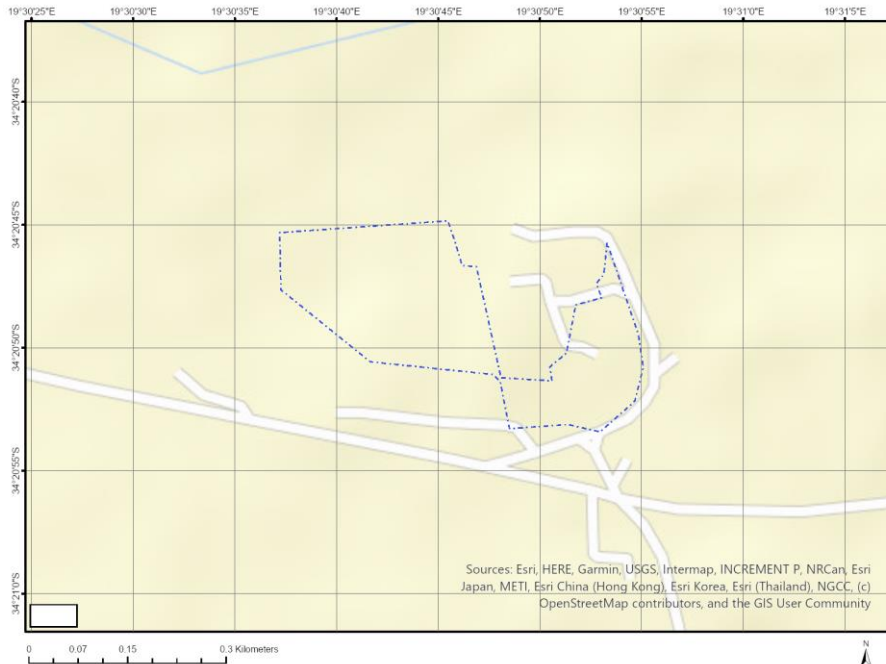 19°30'25"E 19°30'30"E 19°30'35"E 19°30'40"E 19°30'45"E 19°30'50"E 19°30'55"E 19°31'0"E 19°31'5"E
34°20'40"S
34°20'45"S
34°20'50"S
34°20'55"S
34°21'0"S
Sources: Esri, HERE, Garmin, USGS, Intermap, INCREMENT P, NRCan, Esri
Japan, METI, Esri China (Hong Kong), Esri Korea, Esri (Thailand), NGCC, (c)
OpenStreetMap contributors, and the GIS User Community
0 0.07 0.15 0.3 Kilometers
N